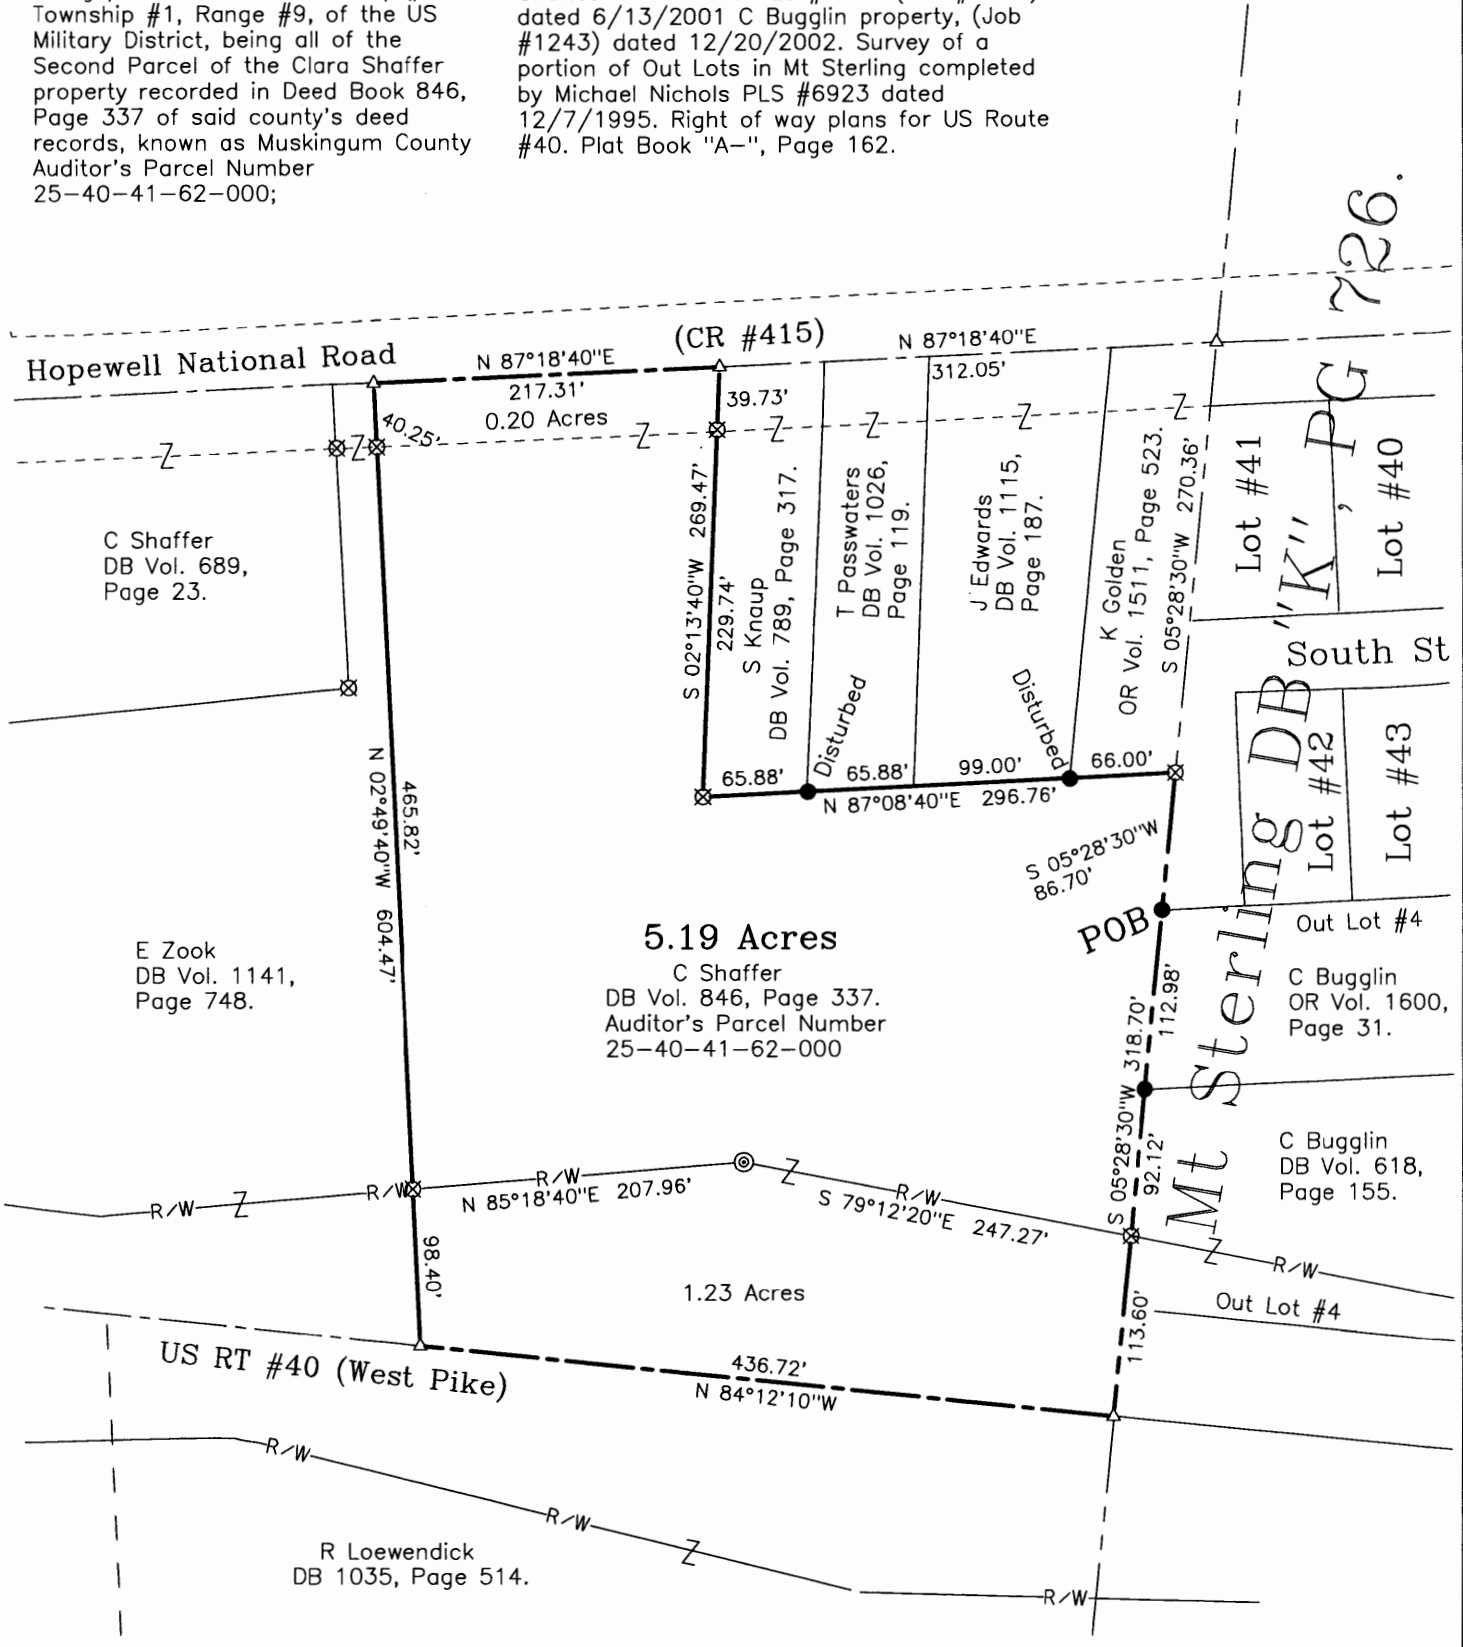 Township #1, Range #9, of the US
Military District, being all of the
Second Parcel of the Clara Shaffer
property recorded in Deed Book 846,
Page 337 of said county's deed
records, known as Muskingum County
Auditor's Parcel Number
25-40-41-62-000;
dated 6/13/2001 C Bugglin property, (Job
#1243) dated 12/20/2002. Survey of a
portion of Out Lots in Mt Sterling completed
by Michael Nichols PLS #6923 dated
12/7/1995. Right of way plans for US Route
#40. Plat Book "A-", Page 162.
Hopewell National Road
(CR #415)
N 87°18'40"E
217.31'
0.20 Acres
N 87°18'40"E
312.05'
40.25'
39.73'
Z
Z
Z
Z
Z
Z
Z
C Shaffer
DB Vol. 689,
Page 23.
S 02°13'40"W 269.47'
229.74'
S Knaup
DB Vol. 789, Page 317.
T Passwaters
DB Vol. 1026,
Page 119.
J Edwards
DB Vol. 1115,
Page 187.
K Golden
OR Vol. 1511, Page 523.
S 05°28'30"W 270.36'
Lot #41
Lot #40
South St
Lot #42
Lot #43
Mt Sterling DB "K", PG 726.
Disturbed
Disturbed
65.88'
65.88'
99.00'
66.00'
N 87°08'40"E 296.76'
S 05°28'30"W
86.70'
POB
Out Lot #4
N 02°49'40"W 604.47'
465.82'
E Zook
DB Vol. 1141,
Page 748.
5.19 Acres
C Shaffer
DB Vol. 846, Page 337.
Auditor's Parcel Number
25-40-41-62-000
C Bugglin
OR Vol. 1600,
Page 31.
S 05°28'30"W 318.70'
112.98'
92.12'
C Bugglin
DB Vol. 618,
Page 155.
R/W
Z
R/W
R/W
N 85°18'40"E 207.96'
Z
R/W
S 79°12'20"E 247.27'
Z
R/W
98.40'
1.23 Acres
113.60'
Out Lot #4
US RT #40 (West Pike)
436.72'
N 84°12'10"W
R/W
R/W
Z
R/W
R Loewendick
DB 1035, Page 514.